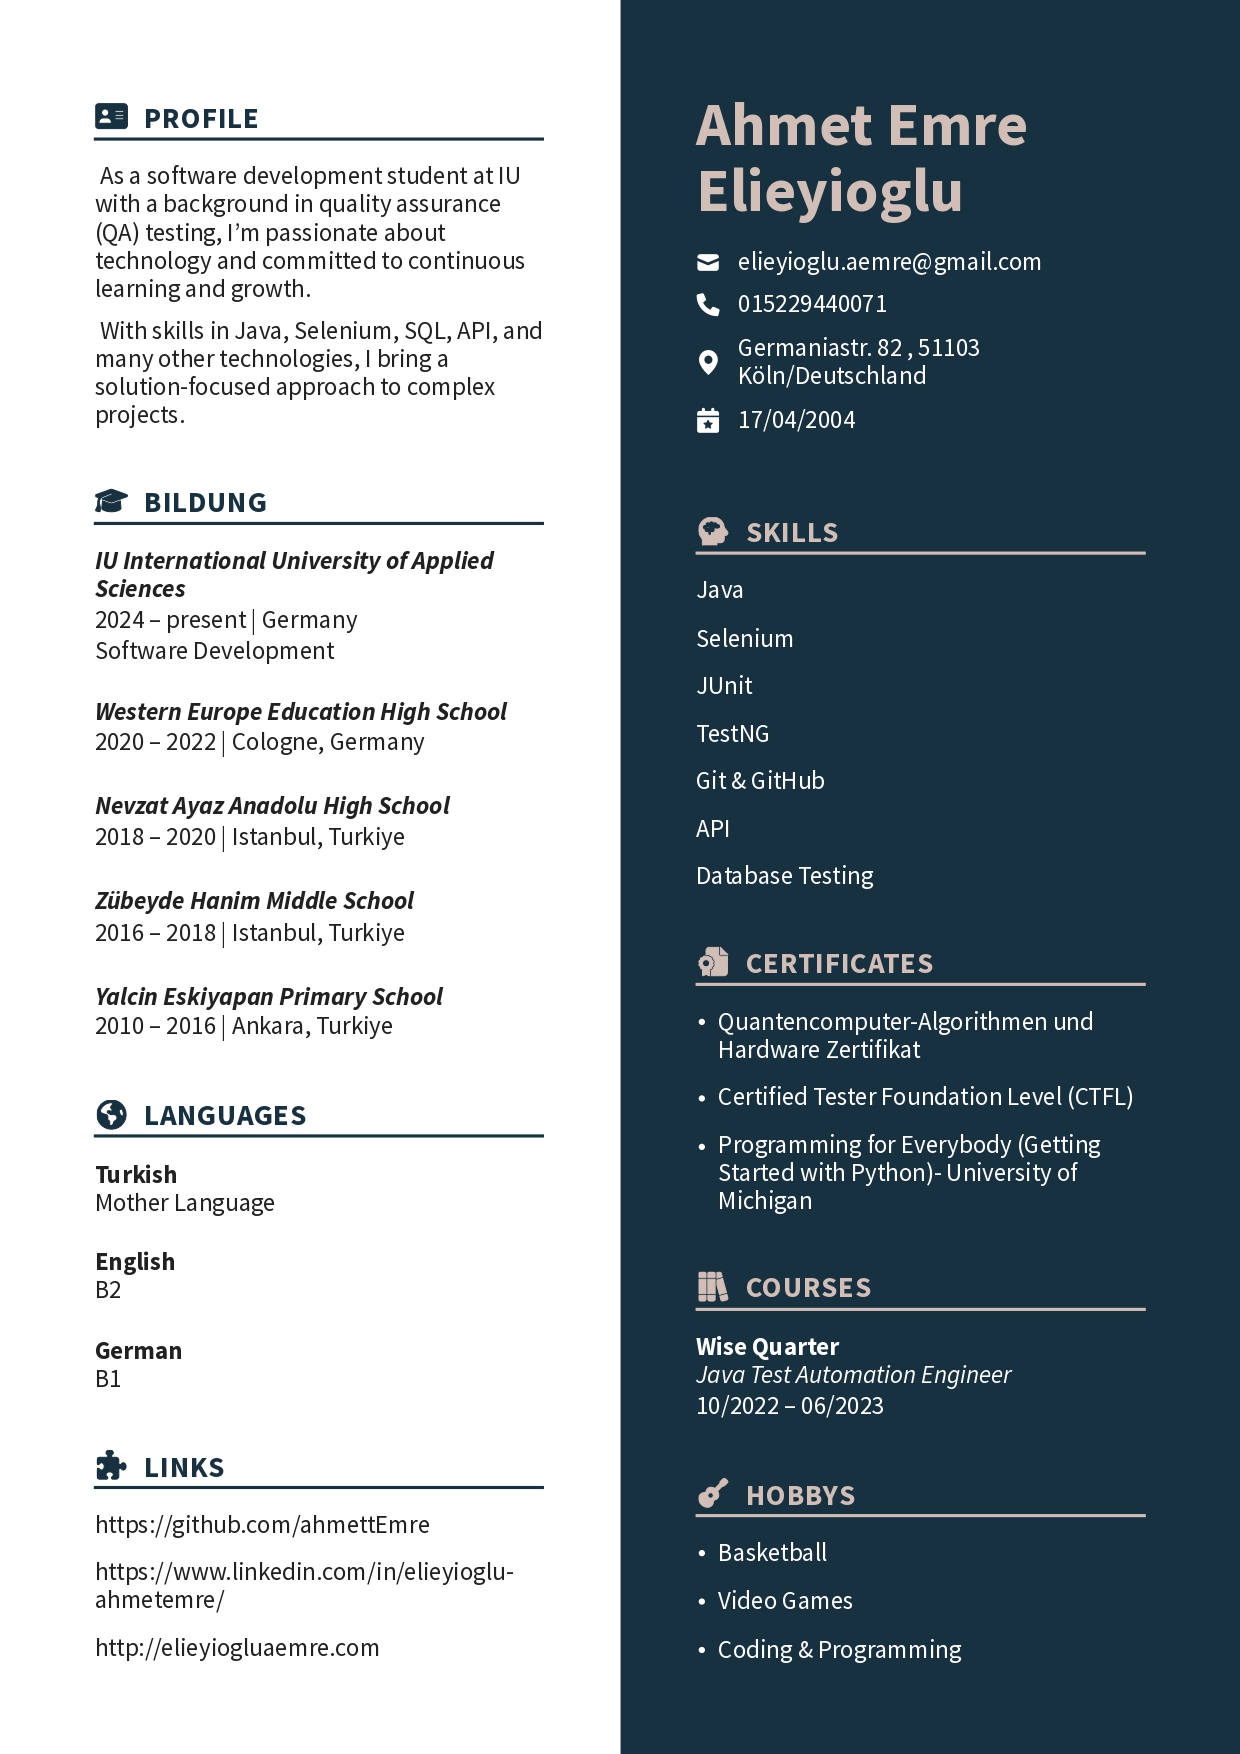 PROFILE
As a software development student at IU
with a background in quality assurance
(QA) testing, I’m passionate about
technology and committed to continuous
learning and growth.
With skills in Java, Selenium, SQL, API, and
many other technologies, I bring a
solution-focused approach to complex
projects.
BILDUNG
IU International University of Applied
Sciences
2024 – present | Germany
Software Development
Western Europe Education High School
2020 – 2022 | Cologne, Germany
Nevzat Ayaz Anadolu High School
2018 – 2020 | Istanbul, Turkiye
Zübeyde Hanim Middle School
2016 – 2018 | Istanbul, Turkiye
Yalcin Eskiyapan Primary School
2010 – 2016 | Ankara, Turkiye
LANGUAGES
Turkish
Mother Language
English
B2
German
B1
LINKS
https://github.com/ahmettEmre
https://www.linkedin.com/in/elieyioglu-
ahmetemre/
http://elieyiogluaemre.com
Ahmet Emre
Elieyioglu
elieyioglu.aemre@gmail.com
015229440071
Germaniastr. 82 , 51103
Köln/Deutschland
17/04/2004
SKILLS
Java
Selenium
JUnit
TestNG
Git & GitHub
API
Database Testing
CERTIFICATES
• Quantencomputer-Algorithmen und
Hardware Zertifikat
• Certified Tester Foundation Level (CTFL)
• Programming for Everybody (Getting
Started with Python)- University of
Michigan
COURSES
Wise Quarter
Java Test Automation Engineer
10/2022 – 06/2023
HOBBYS
• Basketball
• Video Games
• Coding & Programming